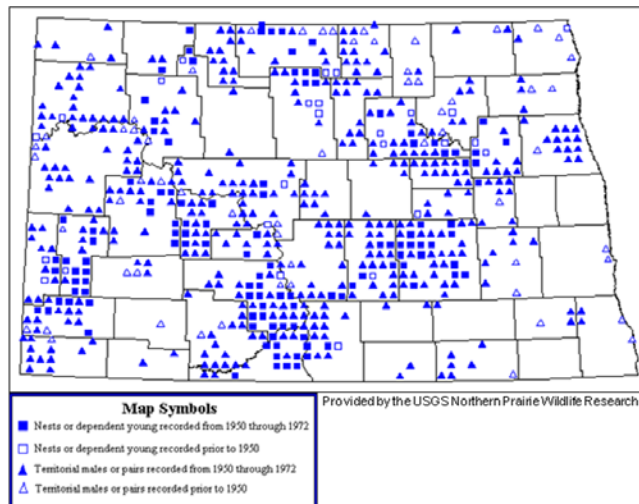 Provided by the USGS Northern Prairie Wildlife Research
Map Symbols
Nests or dependent young recorded from 1950 through 1972
Nests or dependent young recorded prior to 1950
Territorial males or pairs recorded from 1950 through 1972
Territorial males or pairs recorded prior to 1950